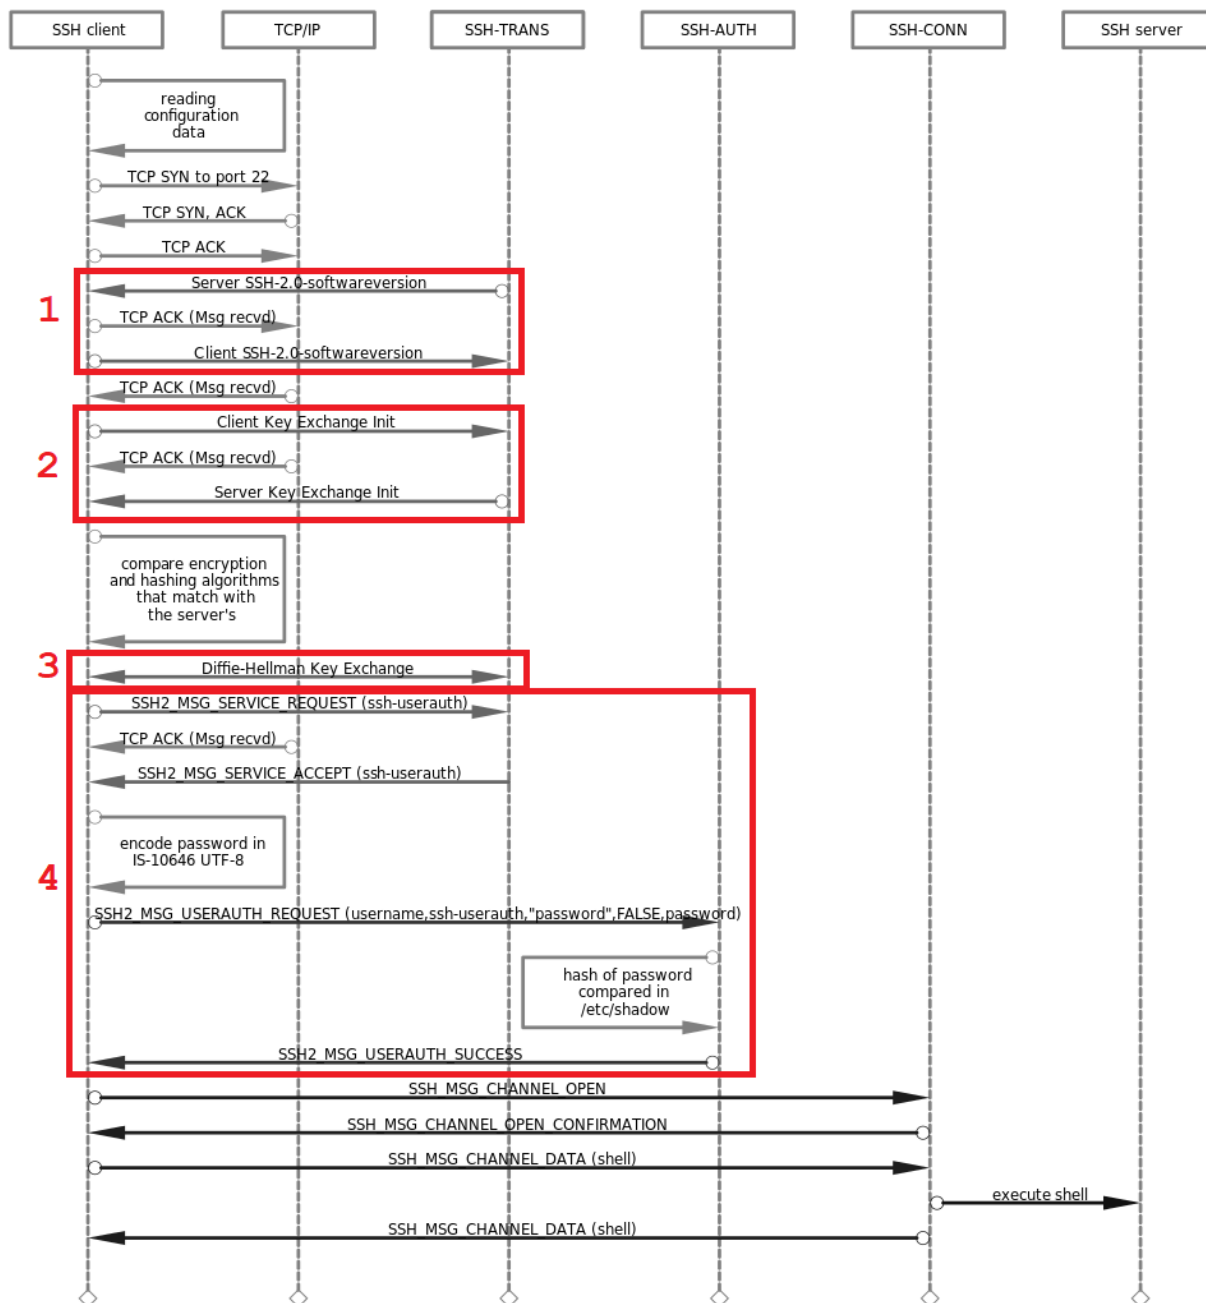 SSH client
TCP/IP
SSH-TRANS
SSH-AUTH
SSH-CONN
SSH server
reading
configuration
data
TCP SYN to port 22
TCP SYN, ACK
TCP ACK
1
Server SSH-2.0-softwareversion
TCP ACK (Msg recvd)
Client SSH-2.0-softwareversion
TCP ACK (Msg recvd)
2
Client Key Exchange Init
TCP ACK (Msg recvd)
Server Key Exchange Init
compare encryption
and hashing algorithms
that match with
the server's
3
Diffie-Hellman Key Exchange
4
SSH2_MSG_SERVICE_REQUEST (ssh-userauth)
TCP ACK (Msg recvd)
SSH2_MSG_SERVICE_ACCEPT (ssh-userauth)
encode password in
IS-10646 UTF-8
SSH2_MSG_USERAUTH_REQUEST (username,ssh-userauth,"password",FALSE,password)
hash of password
compared in
/etc/shadow
SSH2_MSG_USERAUTH_SUCCESS
SSH_MSG_CHANNEL_OPEN
SSH_MSG_CHANNEL_OPEN_CONFIRMATION
SSH_MSG_CHANNEL_DATA (shell)
execute shell
SSH_MSG_CHANNEL_DATA (shell)